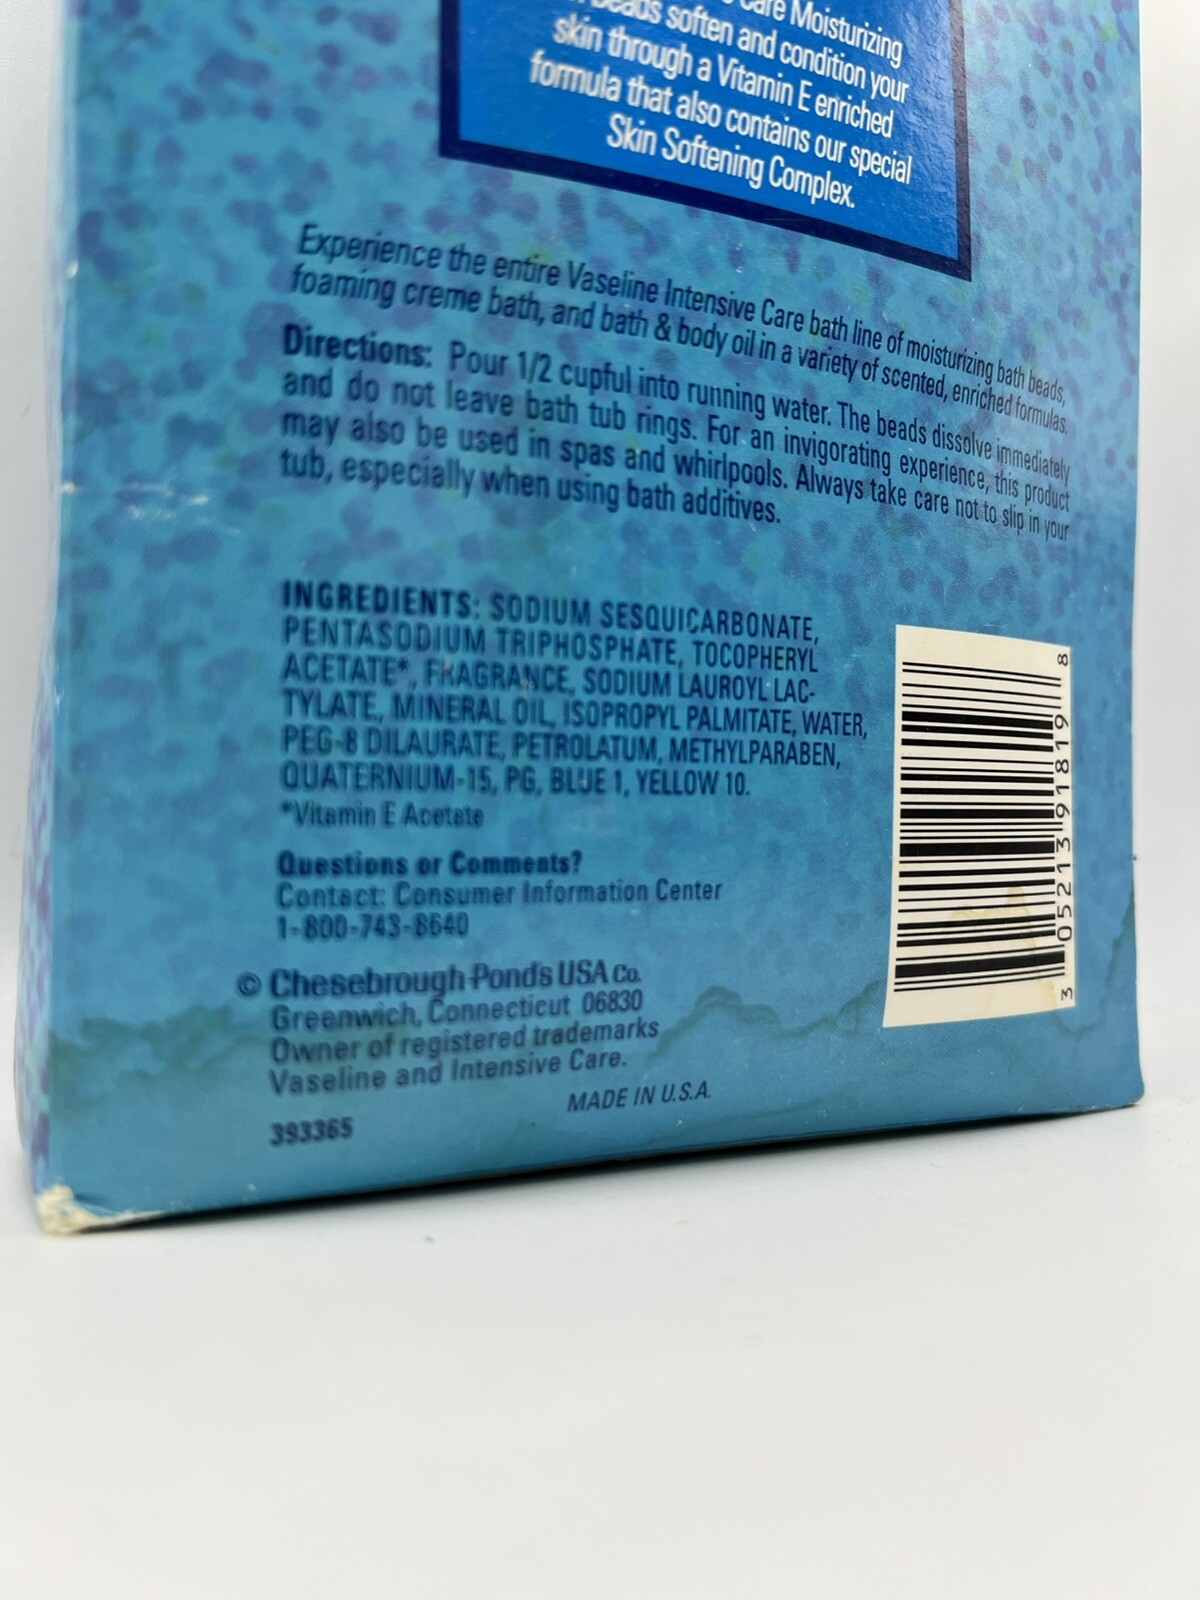 Care Moisturizing
beads soften and condition your
skin through a Vitamin E enriched
formula that also contains our special
Skin Softening Complex.
Experience the entire Vaseline Intensive Care bath line of moisturizing bath beads,
foaming creme bath, and bath & body oil in a variety of scented, enriched formulas.
Directions: Pour 1/2 cupful into running water. The beads dissolve immediately
and do not leave bath tub rings. For an invigorating experience, this product
may also be used in spas and whirlpools. Always take care not to slip in your
tub, especially when using bath additives.
INGREDIENTS: SODIUM SESQUICARBONATE,
PENTASODIUM TRIPHOSPHATE, TOCOPHERYL
ACETATE*, FRAGRANCE, SODIUM LAUROYL LAC-
TYLATE, MINERAL OIL, ISOPROPYL PALMITATE, WATER,
PEG-8 DILAURATE, PETROLATUM, METHYLPARABEN,
QUATERNIUM-15, PG, BLUE 1, YELLOW 10.
*Vitamin E Acetate
Questions or Comments?
Contact: Consumer Information Center
1-800-743-8640
© Chesebrough-Pond's USA Co.
Greenwich, Connecticut 06830
Owner of registered trademarks
Vaseline and Intensive Care.
MADE IN U.S.A.
393365
3 05213 91819 8